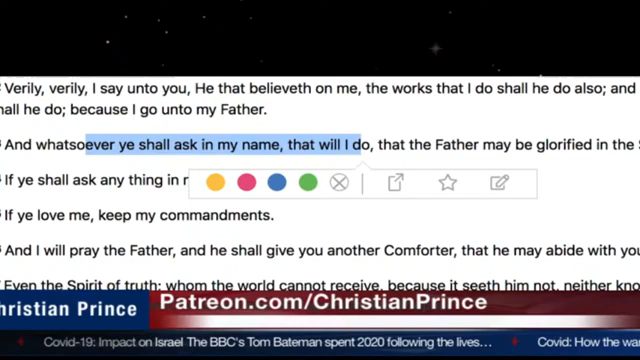 Verily, verily, I say unto you, He that believeth on me, the works that I do shall he do also; and
hall he do; because I go unto my Father.
And whatsoever ye shall ask in my name, that will I do, that the Father may be glorified in the S
If ye shall ask any thing in
If ye love me, keep my commandments.
And I will pray the Father, and he shall give you another Comforter, that he may abide with you
Even the Spirit of truth; whom the world cannot receive, because it seeth him not, neither kno
hristian Prince
Patreon.com/ChristianPrince
Covid-19: Impact on Israel The BBC's Tom Bateman spent 2020 following the lives...
Covid: How the wa